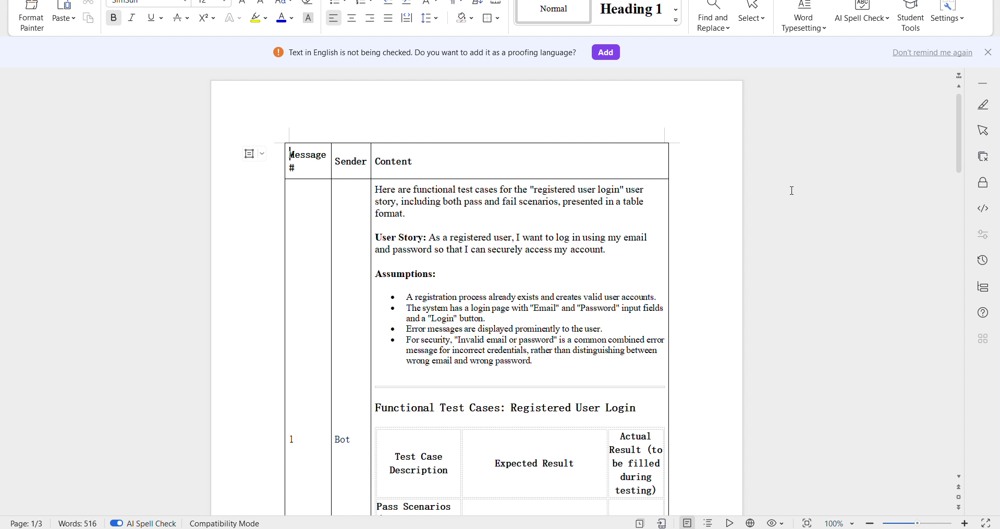 SimSun 12
Format Painter
Paste
Normal
Heading 1
Find and Replace
Select
Word Typesetting
AI Spell Check
Student Tools
Settings
Text in English is not being checked. Do you want to add it as a proofing language?
Add
Don't remind me again
Message # Sender Content
Here are functional test cases for the "registered user login" user
story, including both pass and fail scenarios, presented in a table
format.
User Story: As a registered user, I want to log in using my email
and password so that I can securely access my account.
Assumptions:
• A registration process already exists and creates valid user accounts.
• The system has a login page with "Email" and "Password" input fields
and a "Login" button.
• Error messages are displayed prominently to the user.
• For security, "Invalid email or password" is a common combined error
message for incorrect credentials, rather than distinguishing between
wrong email and wrong password.
Functional Test Cases: Registered User Login
1 Bot
Test Case
Description
Expected Result
Actual
Result (to
be filled
during
testing)
Pass Scenarios
Page: 1/3 Words: 516 AI Spell Check Compatibility Mode 100%